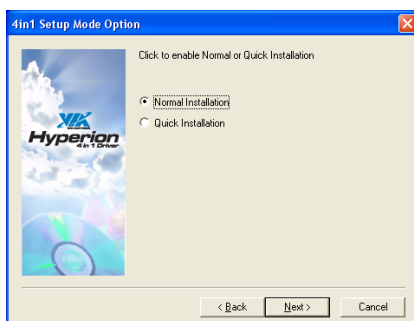 4in1 Setup Mode Option
Click to enable Normal or Quick Installation
VIA
Hyperion
4 in 1 Driver
Normal Installation
Quick Installation
< Back
Next >
Cancel